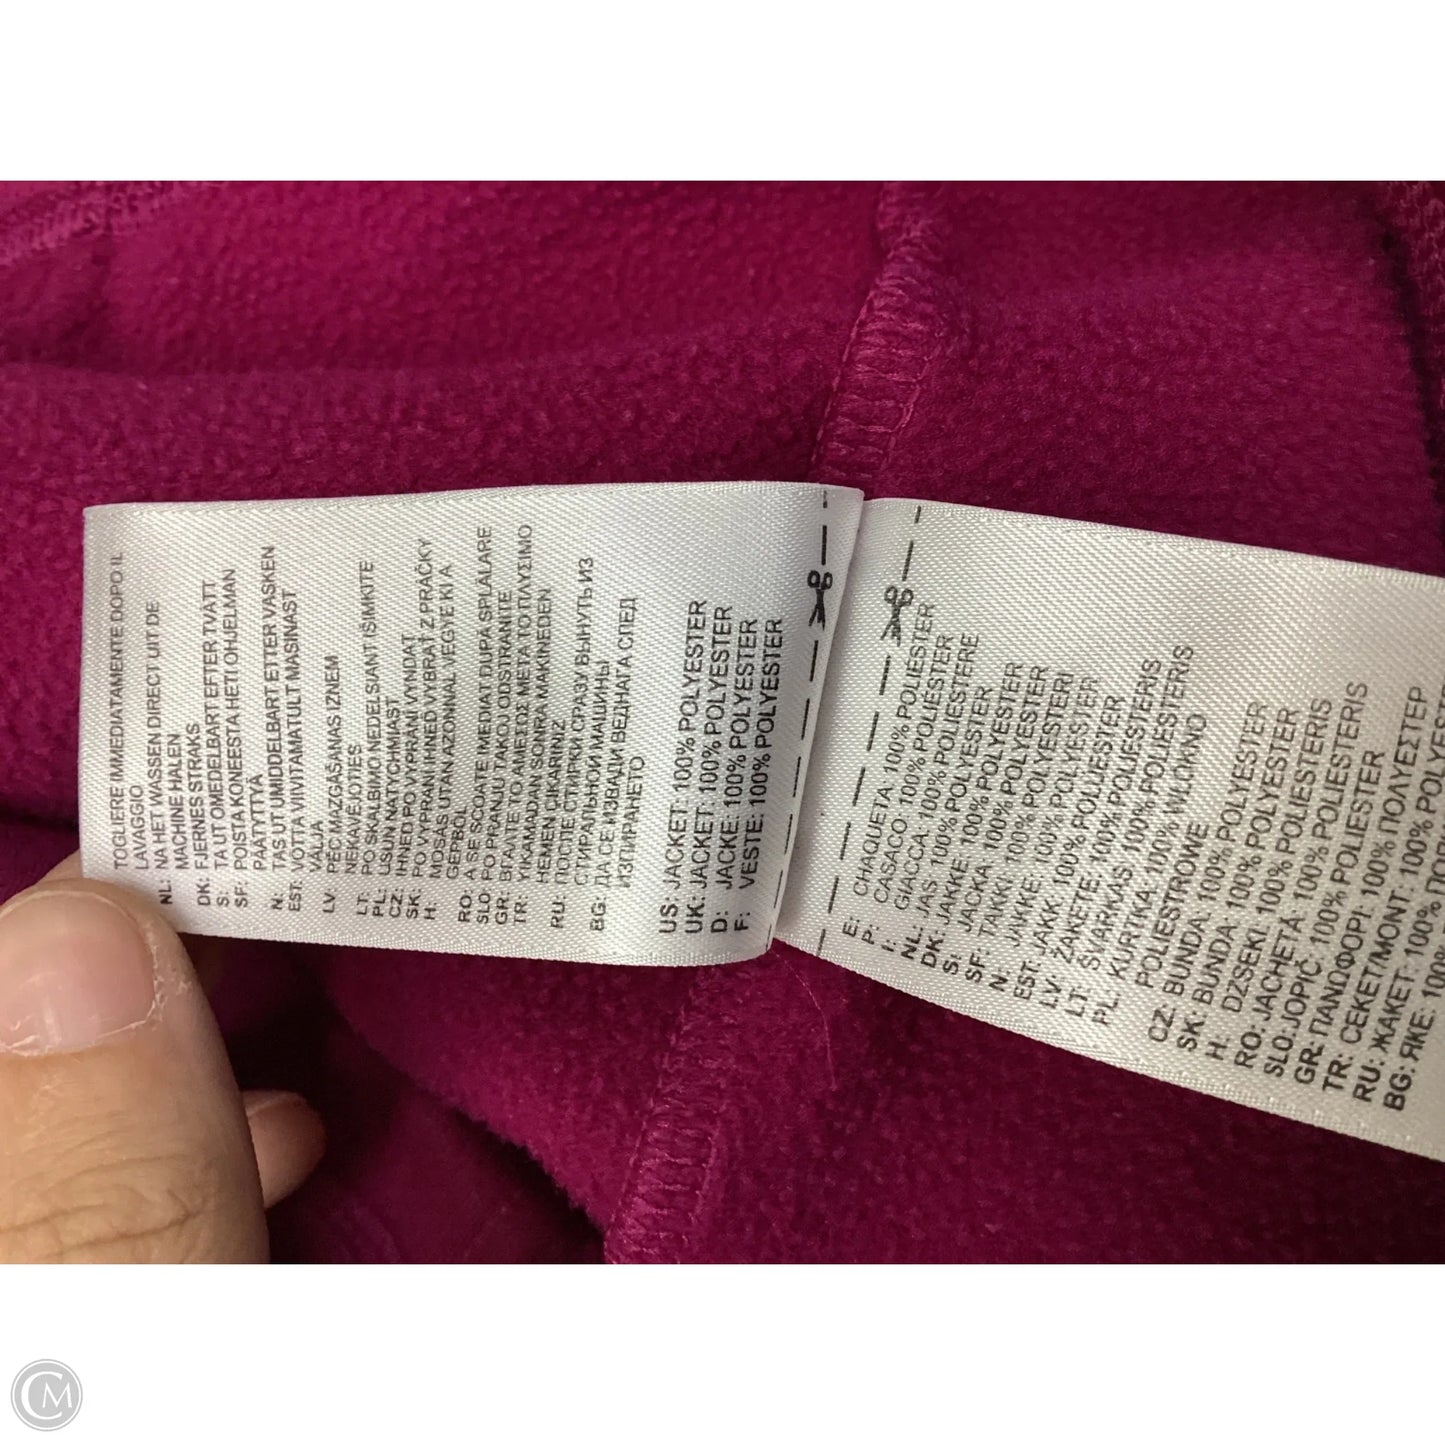 TOGLIERE IMMEDIATAMENTE DOPO IL
LAVAGGIO
NL: NA HET WASSEN DIRECT UIT DE
MACHINE HALEN
DK: FJERNES STRAKS
S: TA UT OMEDELBART EFTER TVÄTT
SF: POISTA KONEESTA HETI OHJELMAN
PÄÄTYTTYÄ
N: TAS UT UMIDDELBART ETTER VASKEN
EST: VÕTTA VIIVITAMATULT MASINAST
VÄLJA
LV PĒC MAZGĀŠANAS IZŅEM
NEKAVĒJOTIES
LT: PO SKALBIMO NEDELSIANT IŠIMKITE
PL: USUN NATYCHMIAST
CZ: IHNED PO VYPRÁNÍ VYNDAT
SK: PO VYPRANÍ IHNEĎ VYBRAŤ Z PRÁČKY
H. MOSÁS UTÁN AZONNAL VEGYE KI A
GÉPBŐL
RO: A SE SCOATE IMEDIAT DUPĂ SPĂLARE
SLO PO PRANJU TAKOJ ODSTRANITE
GR: ΒΓΑΛΤΕ ΤΟ ΑΜΕΣΩΣ ΜΕΤΑ ΤΟ ΠΛΥΣΙΜΟ
TR: YIKAMADAN SONRA MAKINEDEN
HEMEN ÇIKARINIZ
RU: ПОСЛЕ СТИРКИ СРАЗУ ВЫНУТЬ ИЗ
СТИРАЛЬНОЙ МАШИНЫ
BG: ДА СЕ ИЗВАДИ ВЕДНАГА СЛЕД
ИЗПИРАНЕТО
US: JACKET: 100% POLYESTER
UK: JACKET: 100% POLYESTER
D: JACKE: 100% POLYESTER
F: VESTE: 100% POLYESTER
E: CHAQUETA 100% POLIÉSTER
P: CASACO 100% POLIÉSTER
I: GIACCA. 100% POLIESTERE
NL: JAS 100% POLYESTER
DK: JAKKE. 100% POLYESTER
S: JACKA, 100% POLYESTER
SF: TAKKI: 100% POLYESTERI
N. JAKKE: 100% POLYESTER
EST. JAKK: 100% POLÜESTER
LV: ŽAKETE: 100% POLIESTERIS
LT: ŠVARKAS 100% POLIESTERIS
PL. KURTKA. 100% WŁÓKNO
POLIESTROWE
CZ: BUNDA: 100% POLYESTER
SK: BUNDA 100% POLYESTER
H. DZSEKI: 100% POLIESZTER
RO: JACHETĂ 100% POLIESTER
SLO: JOPIČ: 100% POLIESTER
GR: ΠΑΝΩΦΟΡΙ: 100% ΠΟΛΥΕΣΤΕΡ
TR: CEKET/MONT: 100%
RU: ЖАКЕТ: 100%
BG: ЯКЕ: 100%
CM